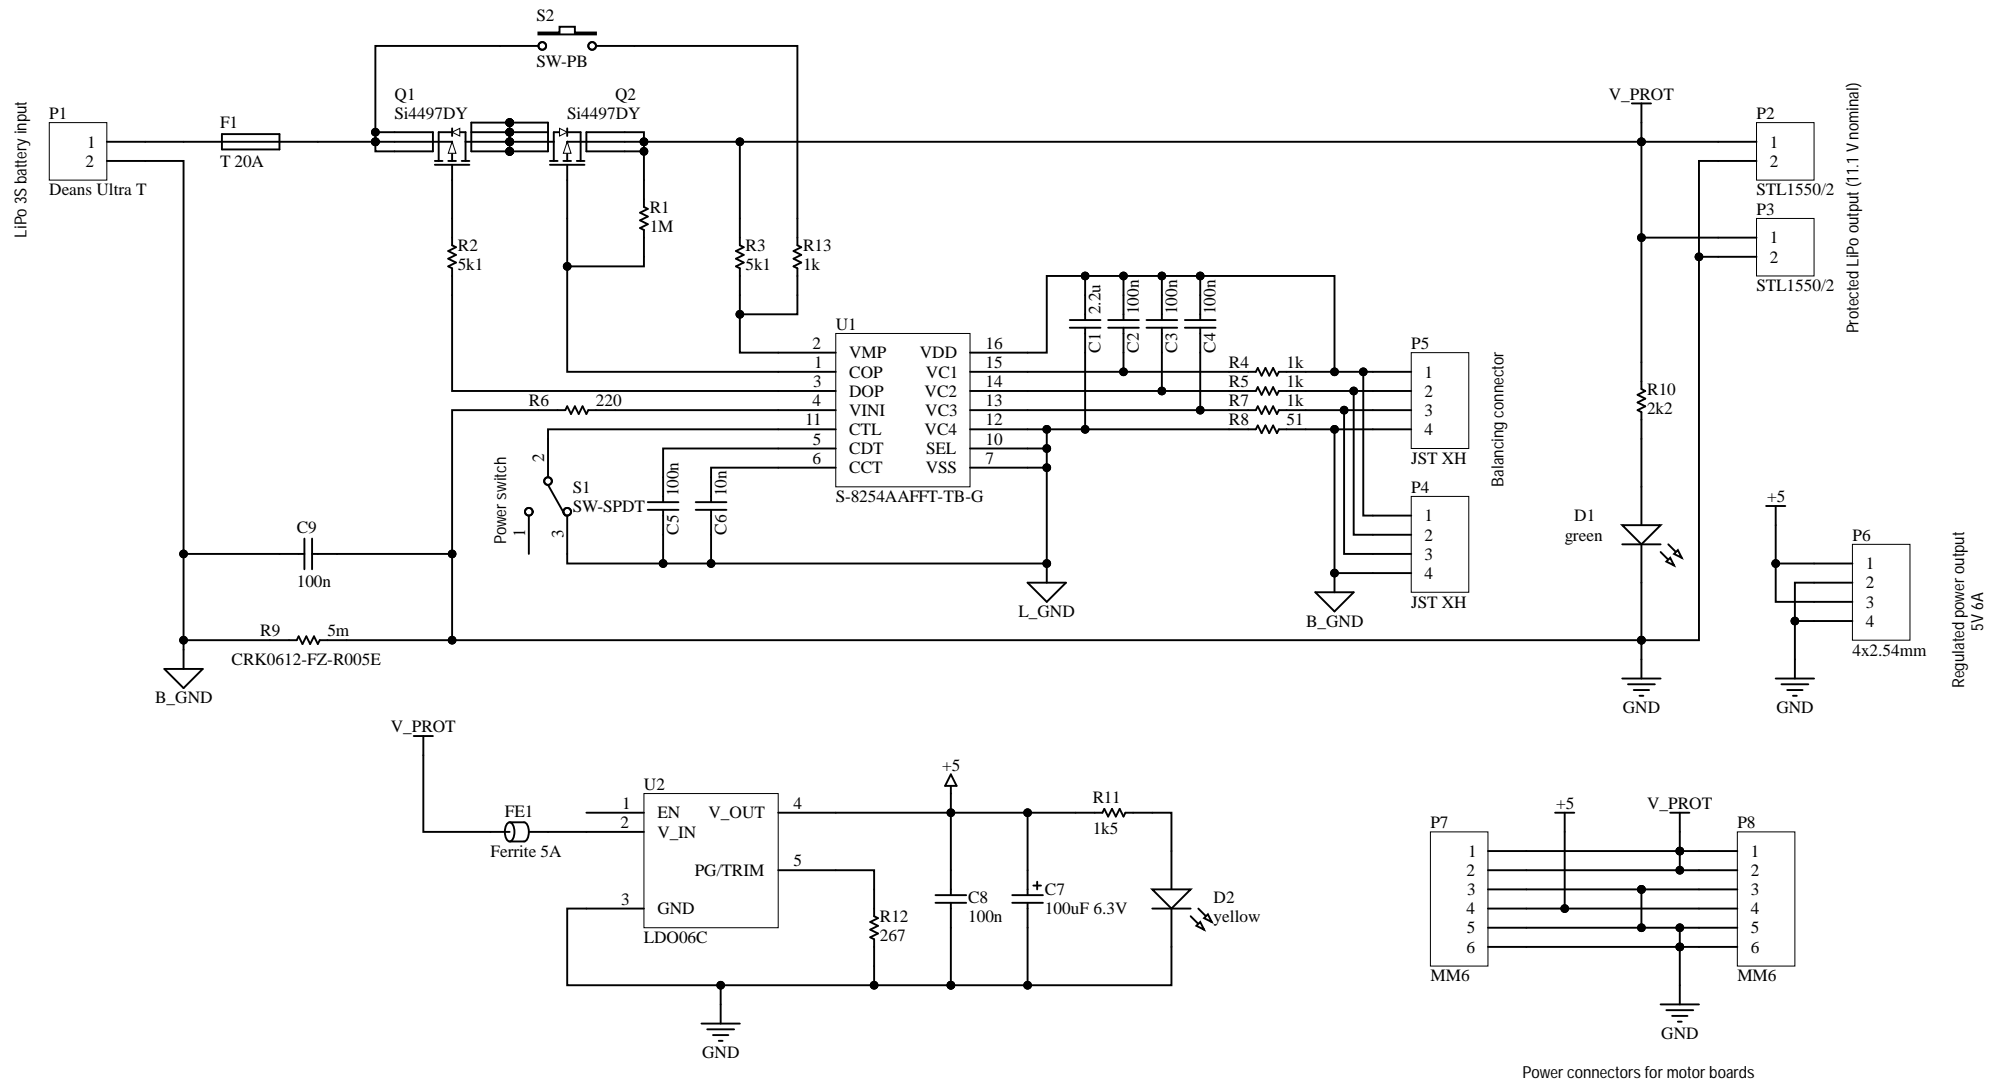 S2
SW-PB
LiPo 3S battery input
P1
1
2
Deans Ultra T
F1
T 20A
Q1
Si4497DY
Q2
Si4497DY
R1
1M
R2
5k1
R3
5k1
R13
1k
V_PROT
P2
1
2
STL1550/2
P3
1
2
STL1550/2
Protected LiPo output (11.1 V nominal)
U1
2 VMP VDD 16
1 COP VC1 15
3 DOP VC2 14
4 VINI VC3 13
11 CTL VC4 12
5 CDT SEL 10
6 CCT VSS 7
S-8254AAFFT-TB-G
C1 2.2u
C2 100n
C3 100n
C4 100n
R4 1k
R5 1k
R7 1k
R8 51
P5
1
2
3
4
JST XH
Balancing connector
P4
1
2
3
4
JST XH
R6 220
Power switch
2
1
3
S1
SW-SPDT
C5 100n
C6 10n
L_GND
B_GND
C9
100n
R9 5m
CRK0612-FZ-R005E
B_GND
R10
2k2
D1
green
GND
+5
P6
1
2
3
4
4x2.54mm
GND
Regulated power output
5V 6A
V_PROT
FE1
Ferrite 5A
U2
1 EN V_OUT 4
2 V_IN
PG/TRIM 5
3 GND
LDO06C
R12
267
+5
C8
100n
C7
+
100uF 6.3V
R11
1k5
D2
yellow
GND
+5
V_PROT
P7
1
2
3
4
5
6
MM6
P8
1
2
3
4
5
6
MM6
GND
Power connectors for motor boards